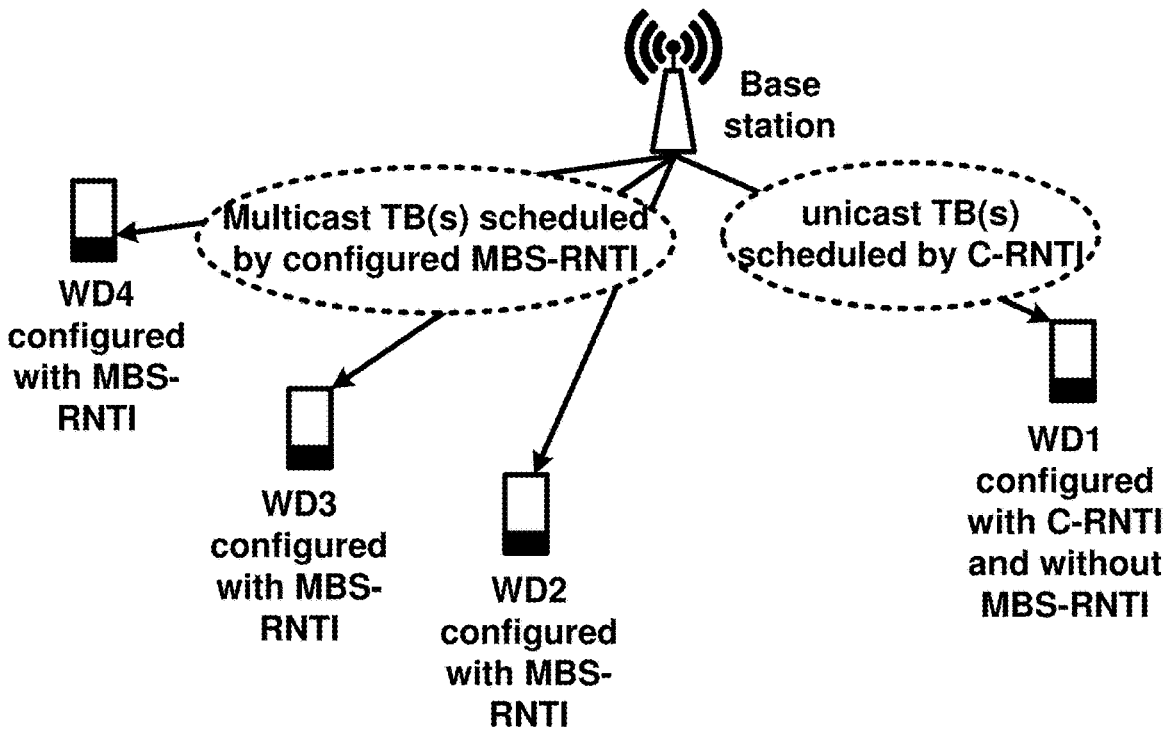 Base
station
Multicast TB(s) scheduled
by configured MBS-RNTI
unicast TB(s)
scheduled by C-RNTI
WD4
configured
with MBS-
RNTI
WD3
configured
with MBS-
RNTI
WD2
configured
with MBS-
RNTI
WD1
configured
with C-RNTI
and without
MBS-RNTI